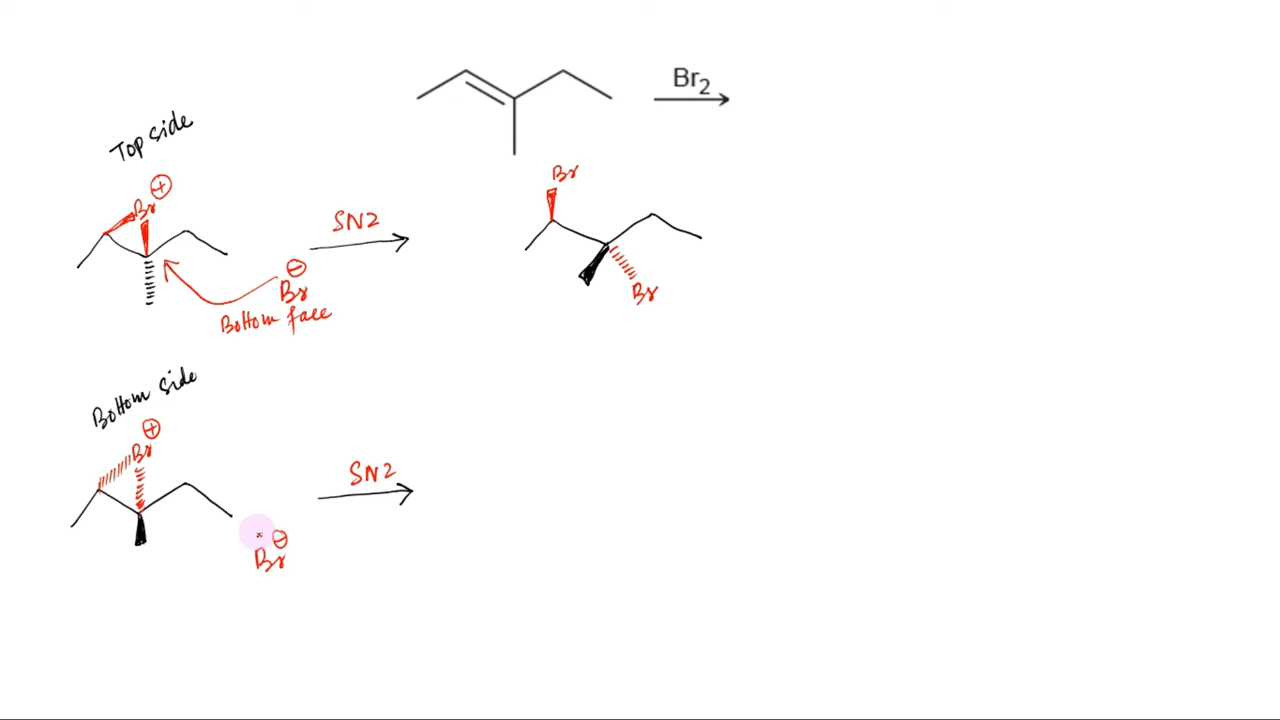 Br2
Top side
Br
Br ⊕
SN2
⊖
Br
Bottom face
Br
Bottom side
⊕
Br
SN2
⊖
Br